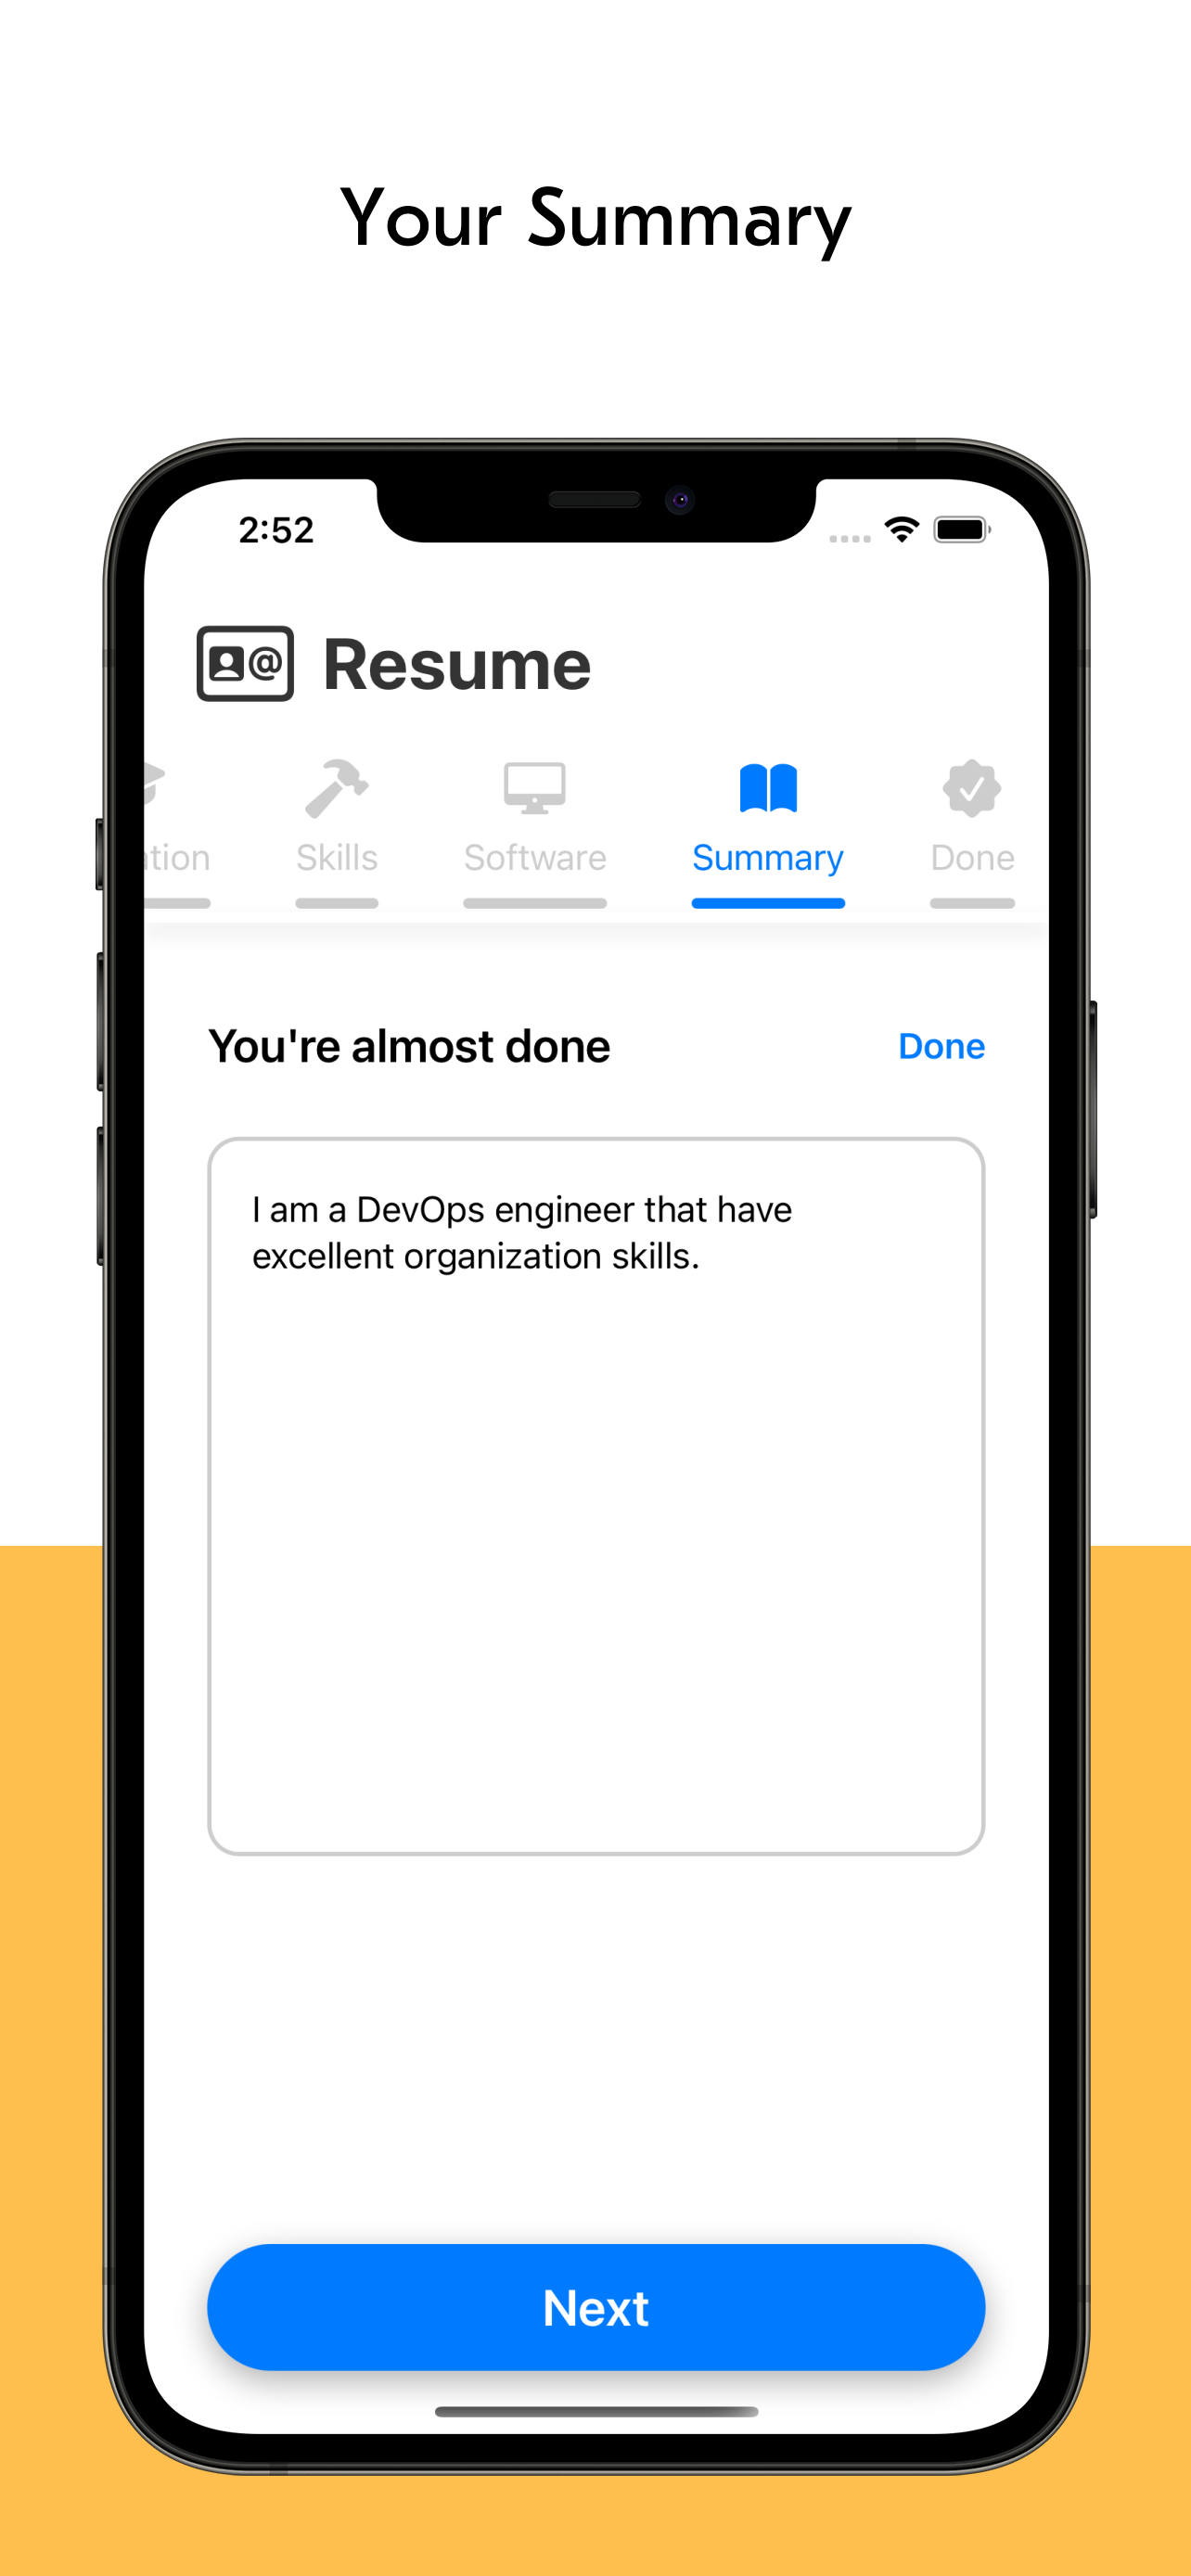 Your Summary
2:52
Resume
ation Skills Software Summary Done
You're almost done Done
I am a DevOps engineer that have
excellent organization skills.
Next